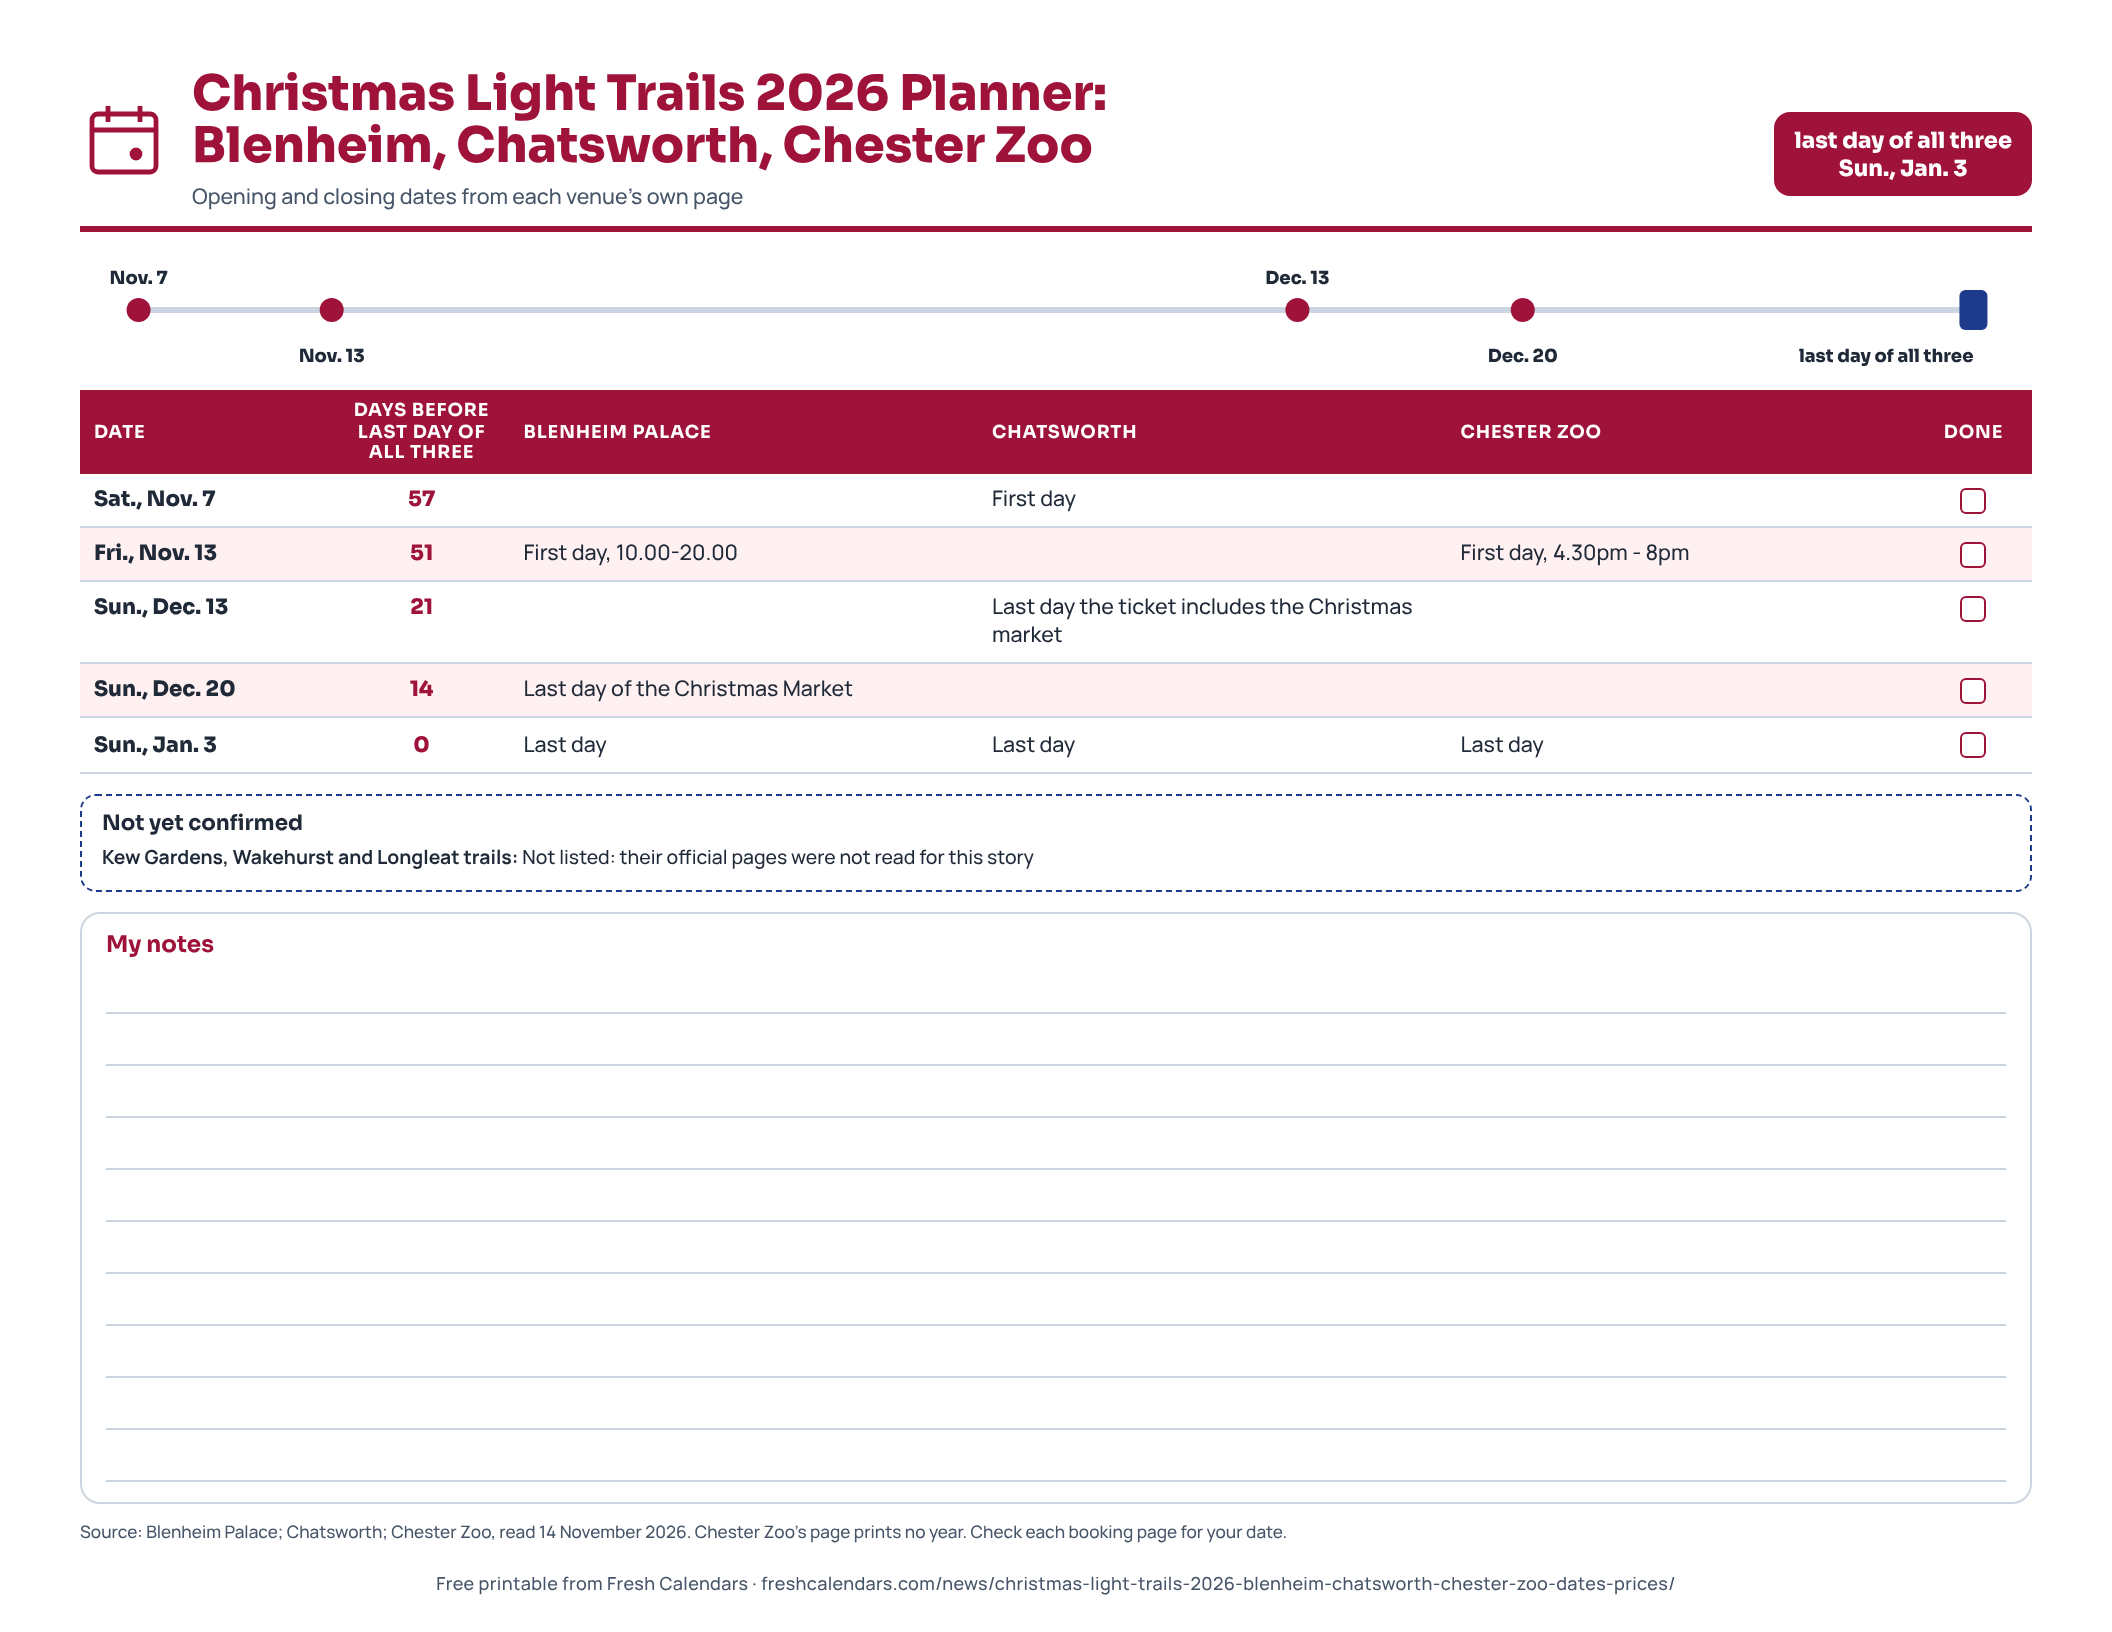 Christmas Light Trails 2026 Planner:
Blenheim, Chatsworth, Chester Zoo
Opening and closing dates from each venue's own page
last day of all three
Sun., Jan. 3
Nov. 7
Dec. 13
Nov. 13
Dec. 20
last day of all three
DATE
DAYS BEFORE
LAST DAY OF
ALL THREE
BLENHEIM PALACE
CHATSWORTH
CHESTER ZOO
DONE
Sat., Nov. 7 57 First day
Fri., Nov. 13 51 First day, 10.00-20.00 First day, 4.30pm - 8pm
Sun., Dec. 13 21 Last day the ticket includes the Christmas
market
Sun., Dec. 20 14 Last day of the Christmas Market
Sun., Jan. 3 0 Last day Last day Last day
Not yet confirmed
Kew Gardens, Wakehurst and Longleat trails: Not listed: their official pages were not read for this story
My notes
Source: Blenheim Palace; Chatsworth; Chester Zoo, read 14 November 2026. Chester Zoo's page prints no year. Check each booking page for your date.
Free printable from Fresh Calendars · freshcalendars.com/news/christmas-light-trails-2026-blenheim-chatsworth-chester-zoo-dates-prices/